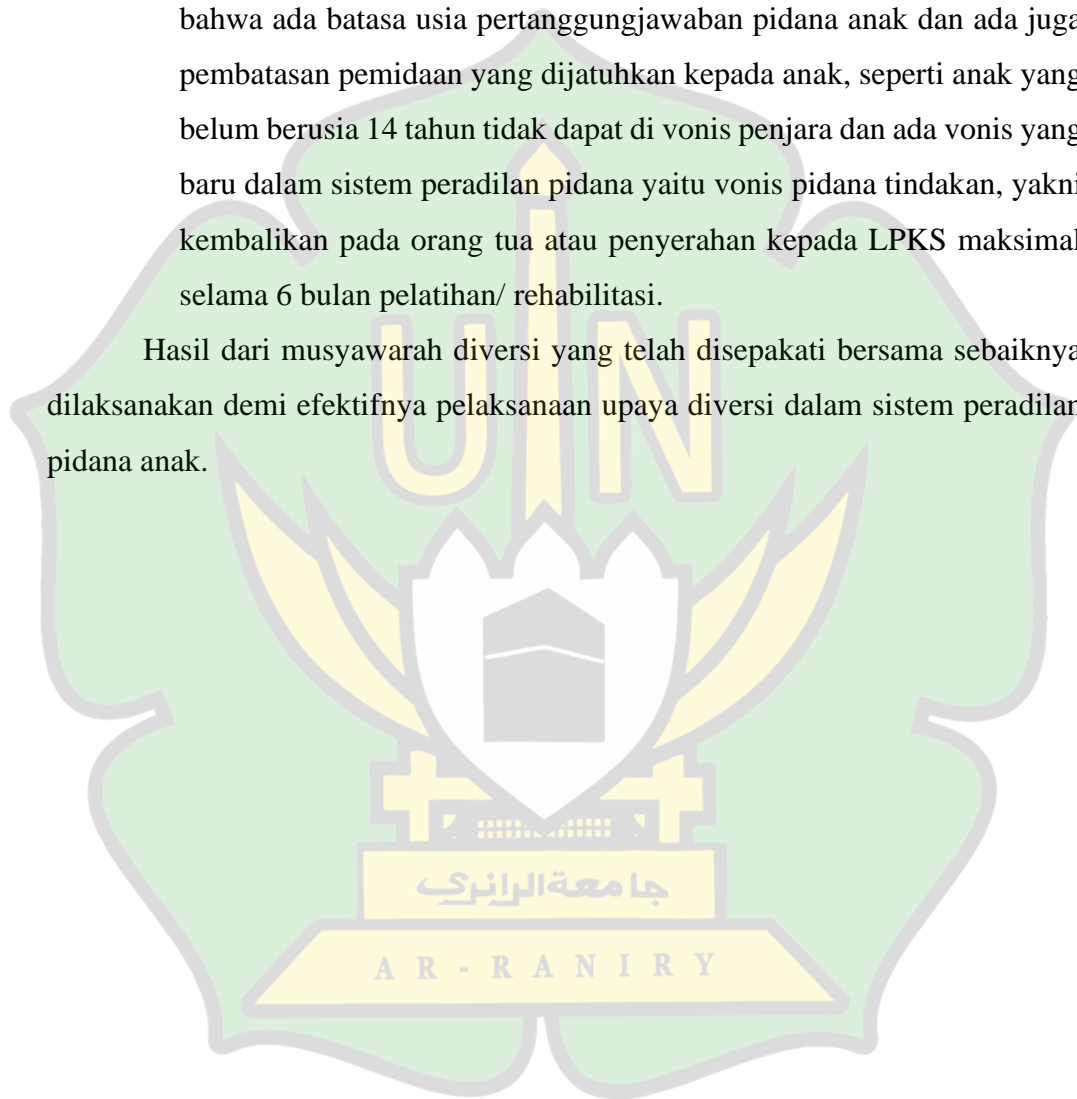 bahwa ada batasa usia pertanggungjawaban pidana anak dan ada juga
pembatasan pemidaan yang dijatuhkan kepada anak, seperti anak yang
belum berusia 14 tahun tidak dapat di vonis penjara dan ada vonis yang
baru dalam sistem peradilan pidana yaitu vonis pidana tindakan, yakni
kembalikan pada orang tua atau penyerahan kepada LPKS maksimal
selama 6 bulan pelatihan/ rehabilitasi.
Hasil dari musyawarah diversi yang telah disepakati bersama sebaiknya
dilaksanakan demi efektifnya pelaksanaan upaya diversi dalam sistem peradilan
pidana anak.
UIN
جامعةالرانري
AR-RANIRY